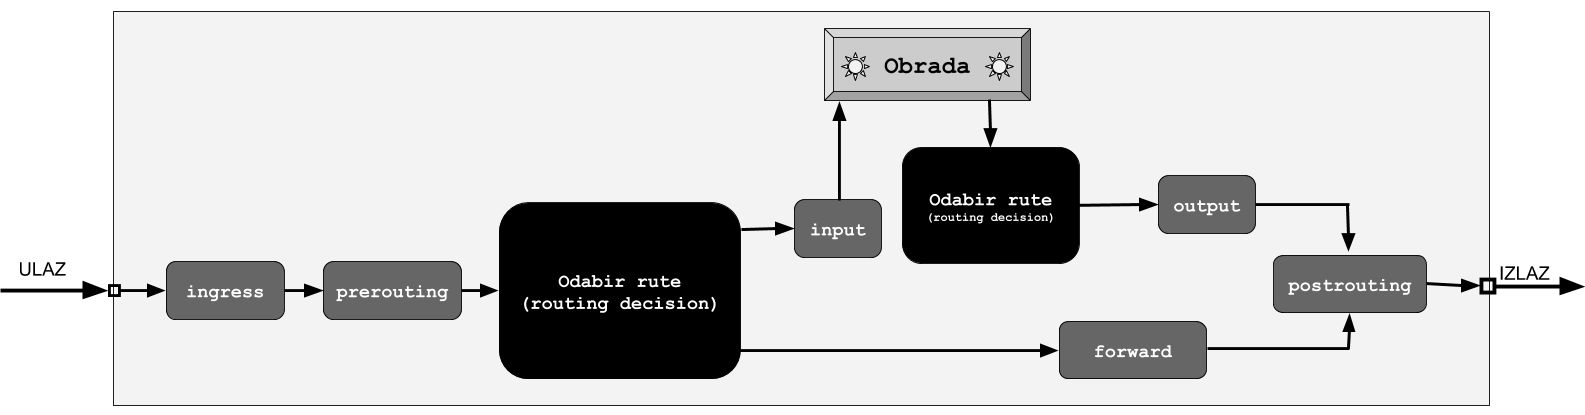 Obrada
Odabir rute
(routing decision)
output
input
ULAZ
ingress
prerouting
Odabir rute
(routing decision)
postrouting
IZLAZ
forward